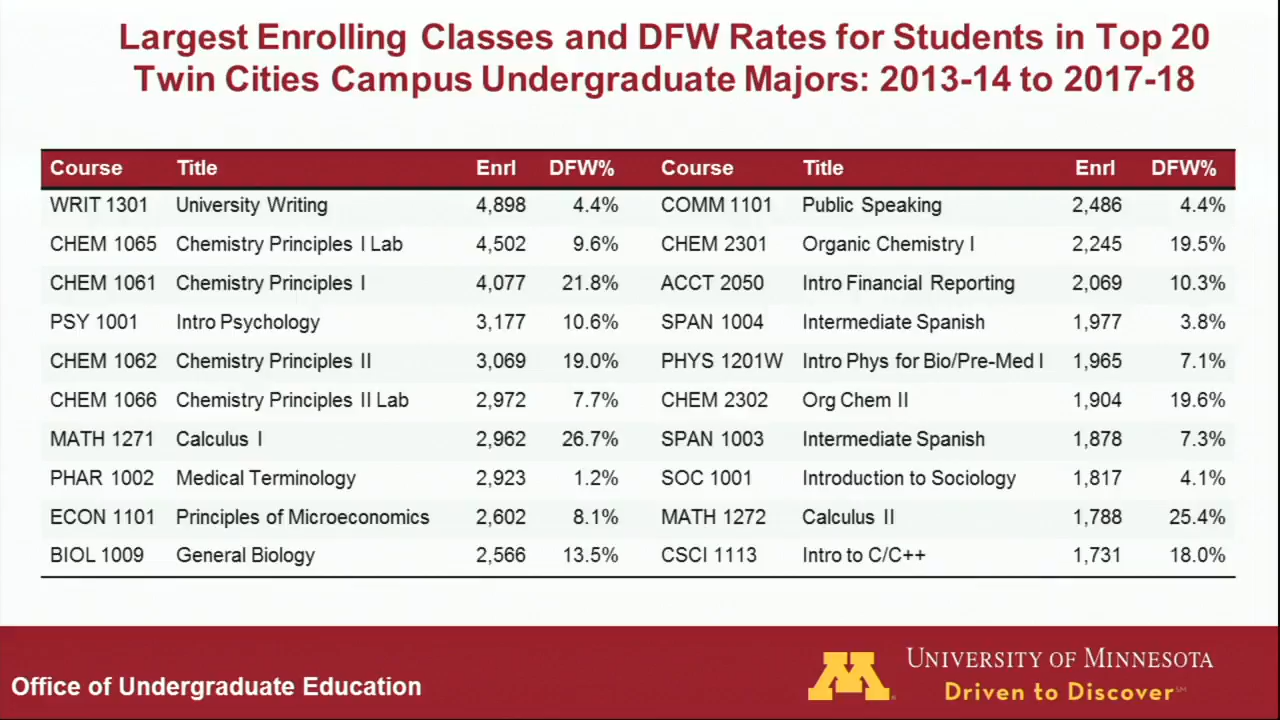 Largest Enrolling Classes and DFW Rates for Students in Top 20
Twin Cities Campus Undergraduate Majors: 2013-14 to 2017-18
Course Title Enrl DFW% Course Title Enrl DFW%
WRIT 1301 University Writing 4,898 4.4% COMM 1101 Public Speaking 2,486 4.4%
CHEM 1065 Chemistry Principles I Lab 4,502 9.6% CHEM 2301 Organic Chemistry I 2,245 19.5%
CHEM 1061 Chemistry Principles I 4,077 21.8% ACCT 2050 Intro Financial Reporting 2,069 10.3%
PSY 1001 Intro Psychology 3,177 10.6% SPAN 1004 Intermediate Spanish 1,977 3.8%
CHEM 1062 Chemistry Principles II 3,069 19.0% PHYS 1201W Intro Phys for Bio/Pre-Med I 1,965 7.1%
CHEM 1066 Chemistry Principles II Lab 2,972 7.7% CHEM 2302 Org Chem II 1,904 19.6%
MATH 1271 Calculus I 2,962 26.7% SPAN 1003 Intermediate Spanish 1,878 7.3%
PHAR 1002 Medical Terminology 2,923 1.2% SOC 1001 Introduction to Sociology 1,817 4.1%
ECON 1101 Principles of Microeconomics 2,602 8.1% MATH 1272 Calculus II 1,788 25.4%
BIOL 1009 General Biology 2,566 13.5% CSCI 1113 Intro to C/C++ 1,731 18.0%
Office of Undergraduate Education
M
UNIVERSITY OF MINNESOTA
Driven to Discover℠